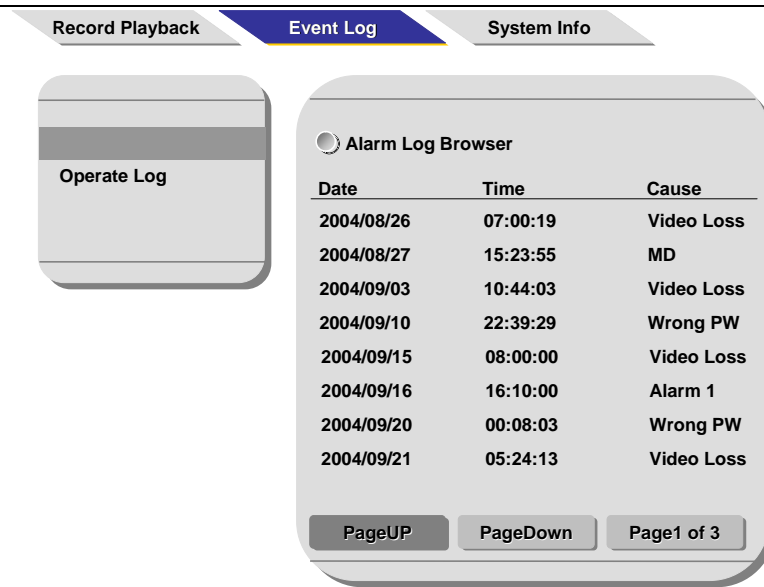 Record Playback Event Log System Info
Operate Log
Alarm Log Browser
Date Time Cause
2004/08/26 07:00:19 Video Loss
2004/08/27 15:23:55 MD
2004/09/03 10:44:03 Video Loss
2004/09/10 22:39:29 Wrong PW
2004/09/15 08:00:00 Video Loss
2004/09/16 16:10:00 Alarm 1
2004/09/20 00:08:03 Wrong PW
2004/09/21 05:24:13 Video Loss
PageUP PageDown Page1 of 3